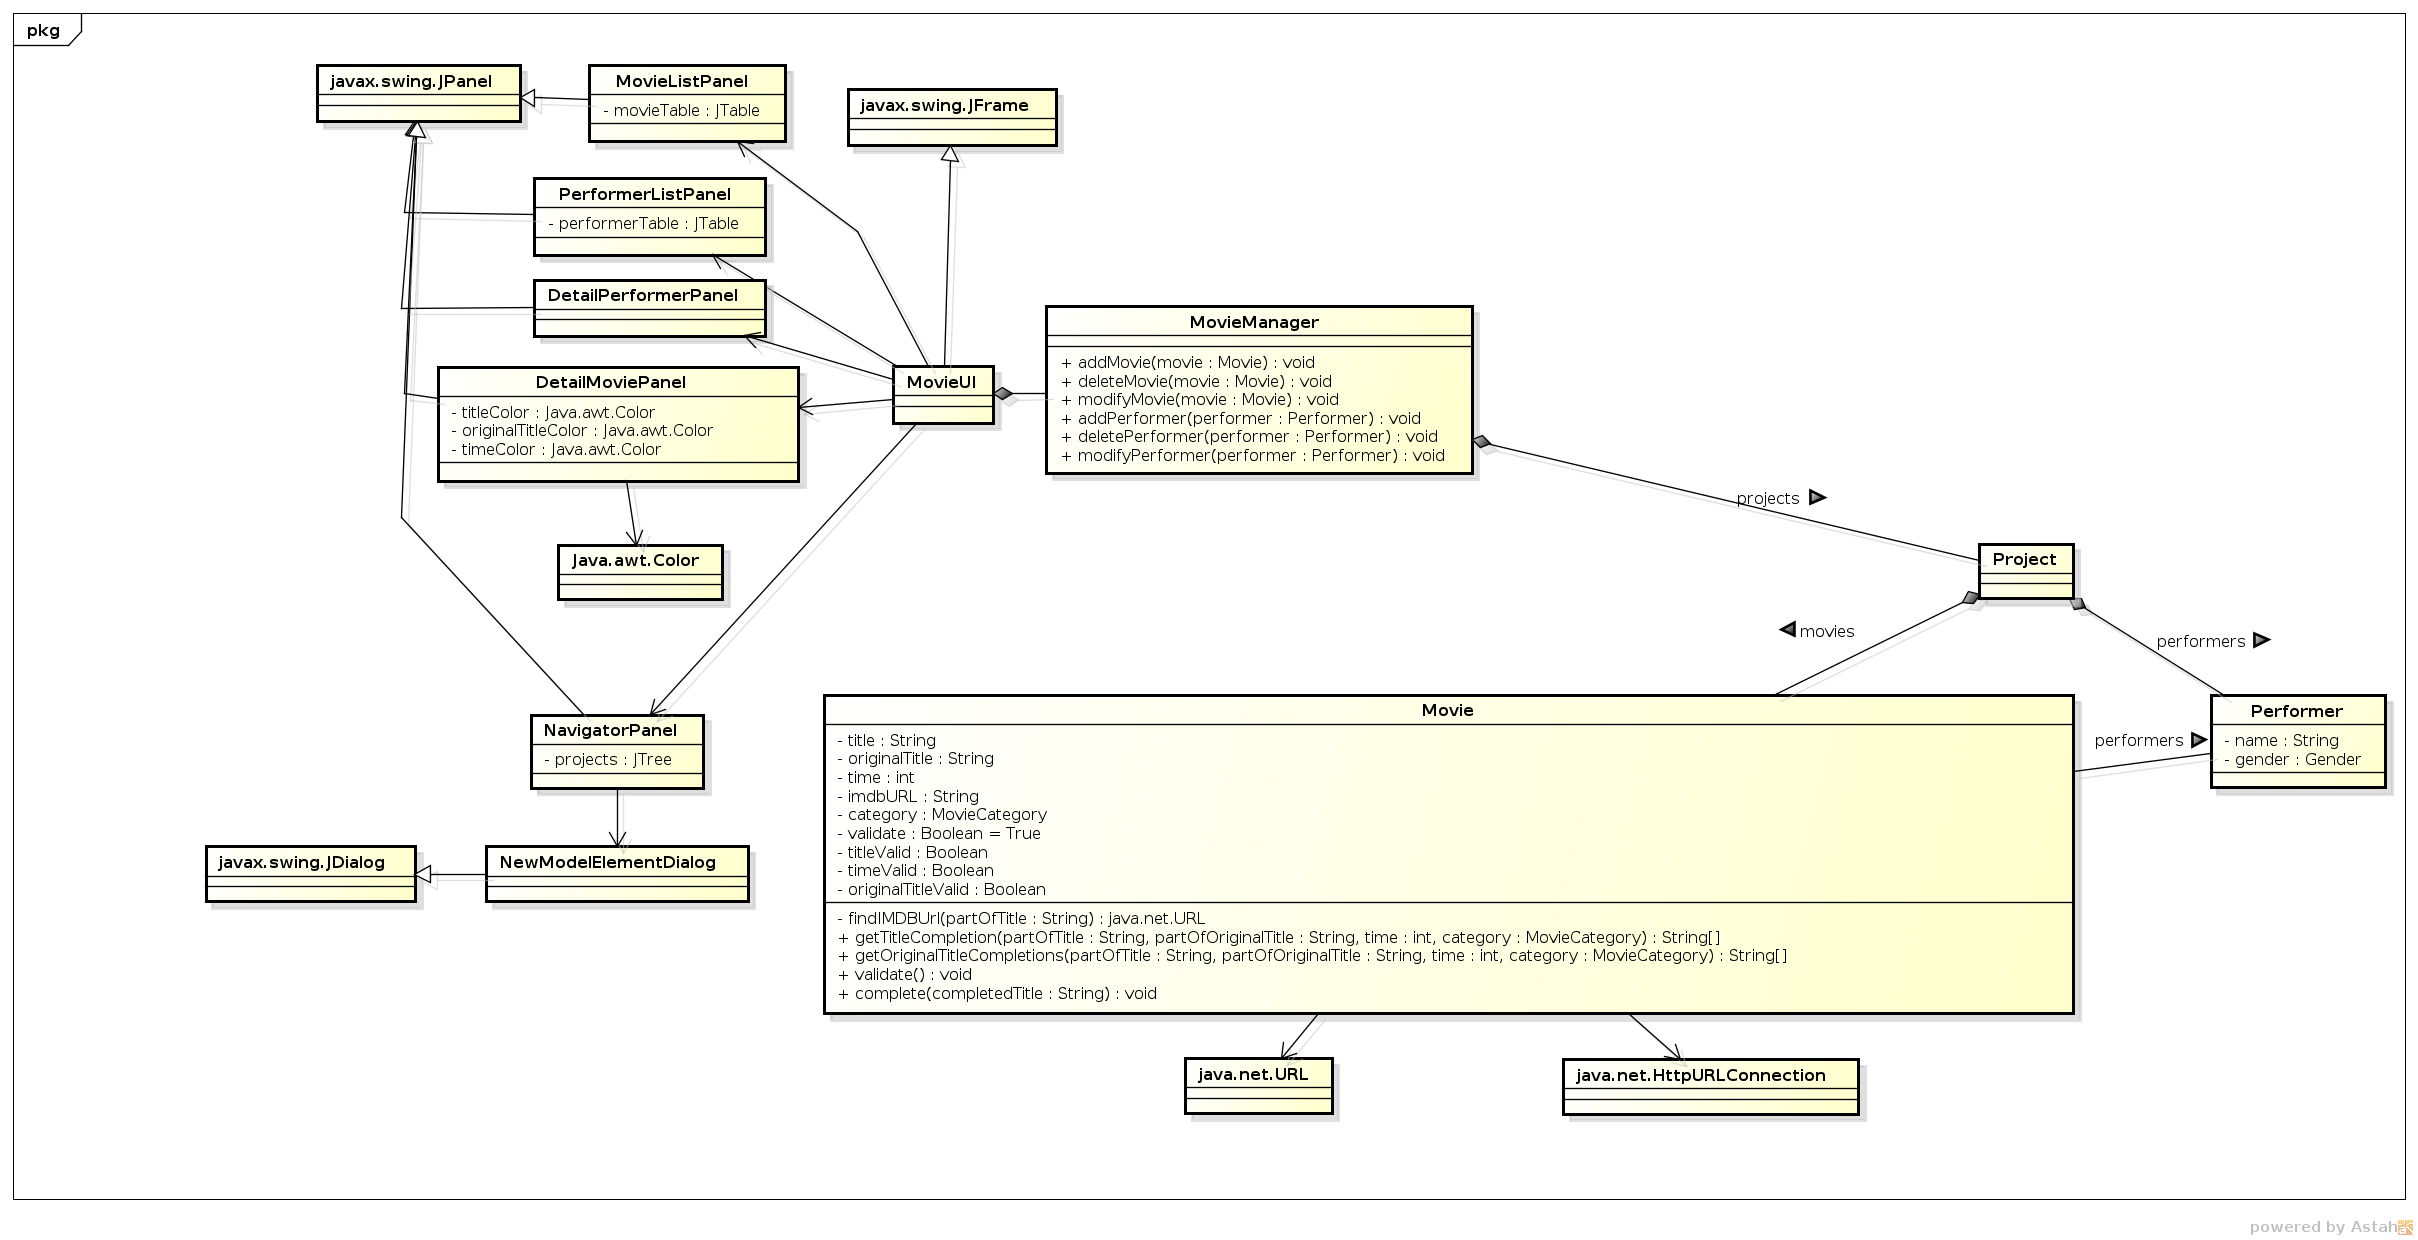 pkg
javax.swing.JPanel
MovieListPanel
- movieTable : JTable
javax.swing.JFrame
PerformerListPanel
- performerTable : JTable
DetailPerformerPanel
DetailMoviePanel
- titleColor : Java.awt.Color
- originalTitleColor : Java.awt.Color
- timeColor : Java.awt.Color
MovieUI
MovieManager
+ addMovie(movie : Movie) : void
+ deleteMovie(movie : Movie) : void
+ modifyMovie(movie : Movie) : void
+ addPerformer(performer : Performer) : void
+ deletePerformer(performer : Performer) : void
+ modifyPerformer(performer : Performer) : void
projects
Java.awt.Color
Project
movies
performers
NavigatorPanel
- projects : JTree
javax.swing.JDialog
NewModelElementDialog
Movie
- title : String
- originalTitle : String
- time : int
- imdbURL : String
- category : MovieCategory
- validate : Boolean = True
- titleValid : Boolean
- timeValid : Boolean
- originalTitleValid : Boolean
- findIMDBUrl(partOfTitle : String) : java.net.URL
+ getTitleCompletion(partOfTitle : String, partOfOriginalTitle : String, time : int, category : MovieCategory) : String[]
+ getOriginalTitleCompletions(partOfTitle : String, partOfOriginalTitle : String, time : int, category : MovieCategory) : String[]
+ validate() : void
+ complete(completedTitle : String) : void
performers
Performer
- name : String
- gender : Gender
java.net.URL
java.net.HttpURLConnection
powered by Astah